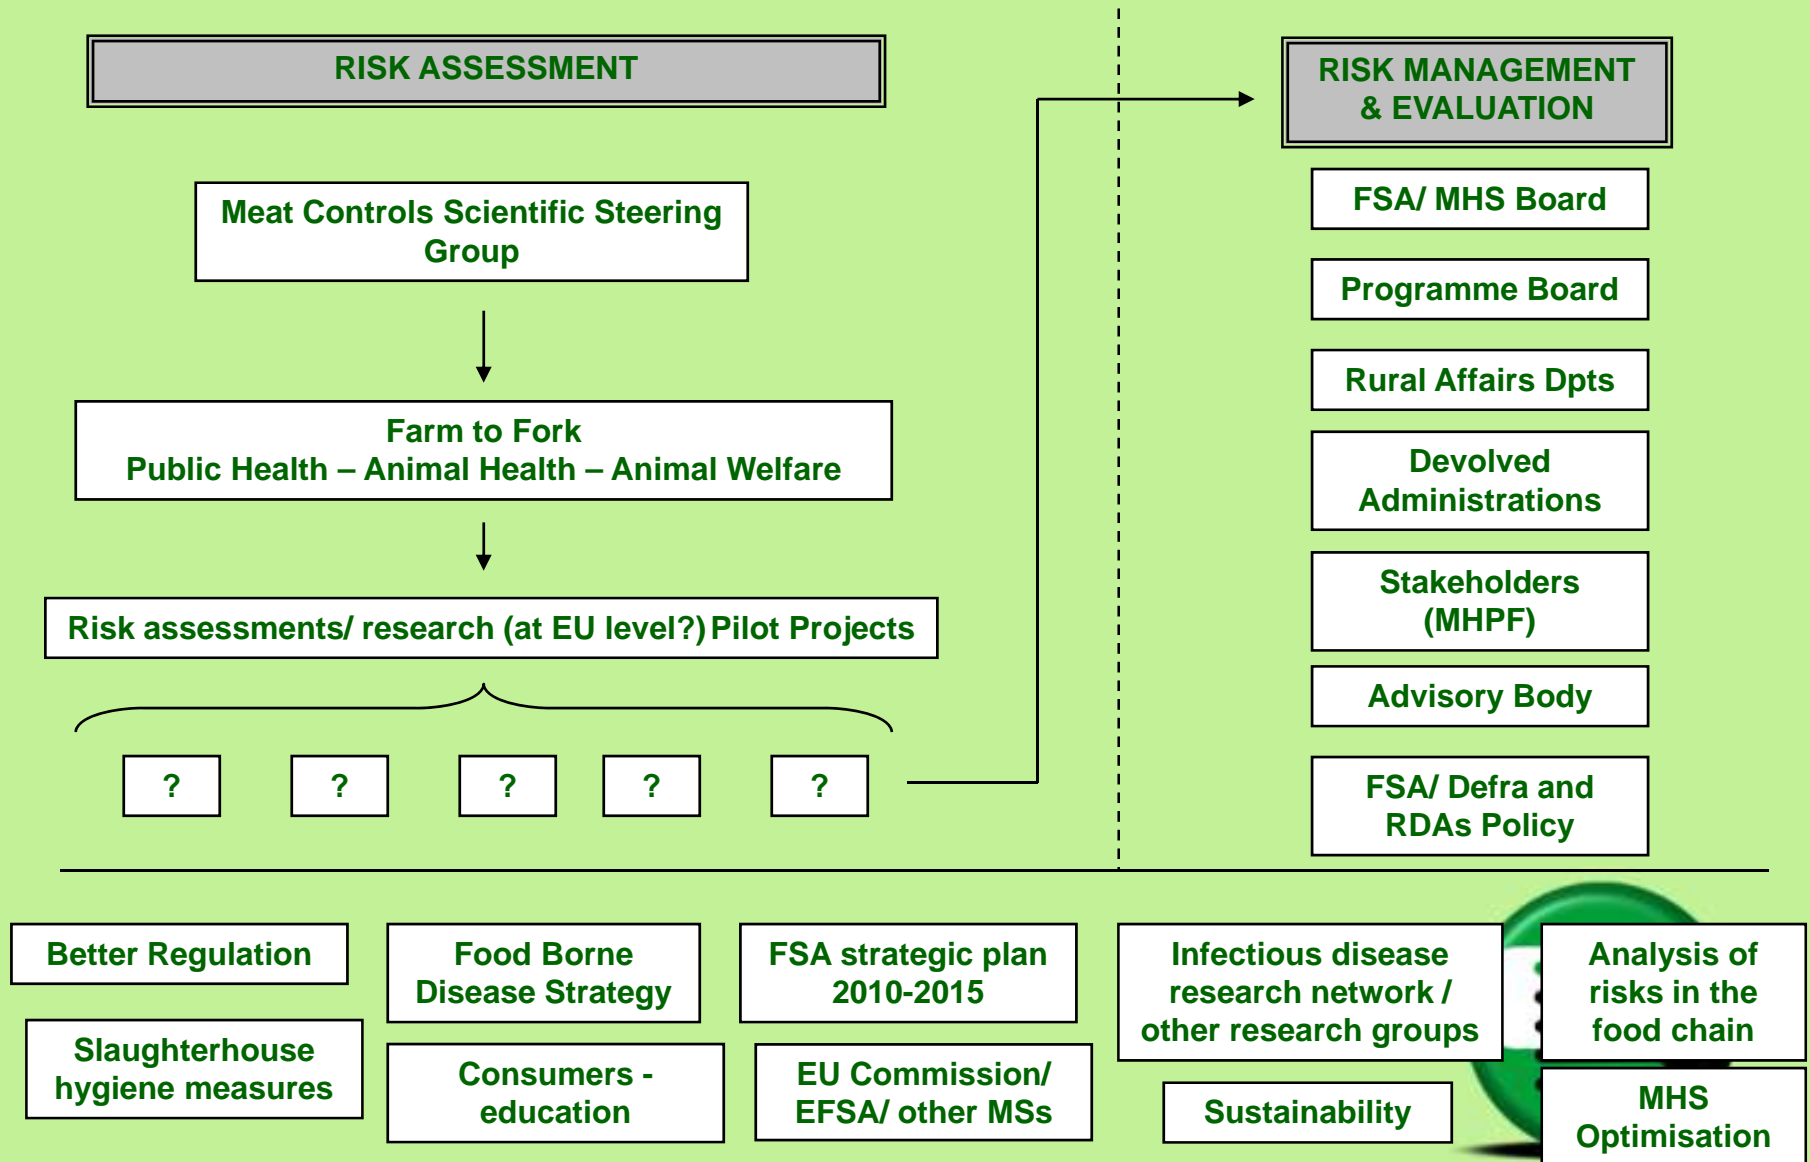 RISK ASSESSMENT
Meat Controls Scientific Steering
Group
Farm to Fork
Public Health – Animal Health – Animal Welfare
Risk assessments/ research (at EU level?) Pilot Projects
? ? ? ? ?
RISK MANAGEMENT
& EVALUATION
FSA/ MHS Board
Programme Board
Rural Affairs Dpts
Devolved
Administrations
Stakeholders
(MHPF)
Advisory Body
FSA/ Defra and
RDAs Policy
Better Regulation
Slaughterhouse
hygiene measures
Food Borne
Disease Strategy
Consumers -
education
FSA strategic plan
2010-2015
EU Commission/
EFSA/ other MSs
Infectious disease
research network /
other research groups
Sustainability
Analysis of
risks in the
food chain
MHS
Optimisation